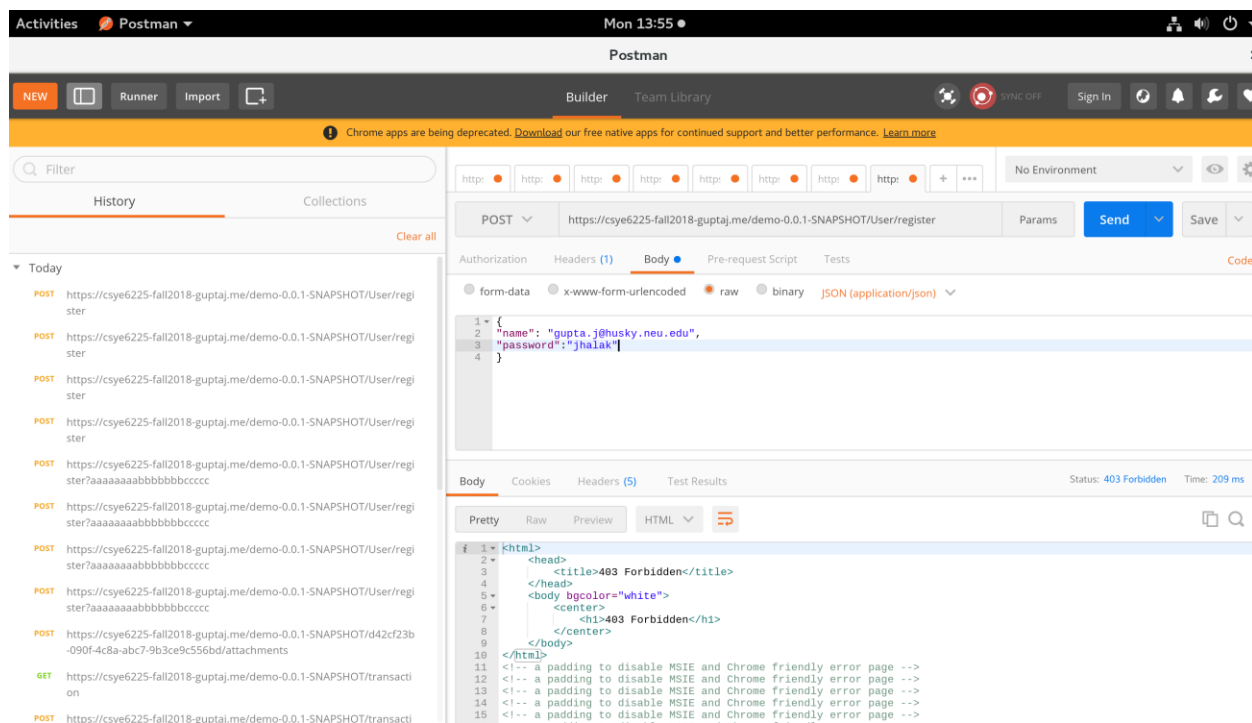 Activities Postman Mon 13:55
Postman
NEW Runner Import Builder Team Library SYNC OFF Sign In
Chrome apps are being deprecated. Download our free native apps for continued support and better performance. Learn more
Filter
History Collections
Clear all
Today
POST https://csye6225-fall2018-guptaj.me/demo-0.0.1-SNAPSHOT/User/regi
ster
POST https://csye6225-fall2018-guptaj.me/demo-0.0.1-SNAPSHOT/User/regi
ster
POST https://csye6225-fall2018-guptaj.me/demo-0.0.1-SNAPSHOT/User/regi
ster
POST https://csye6225-fall2018-guptaj.me/demo-0.0.1-SNAPSHOT/User/regi
ster
POST https://csye6225-fall2018-guptaj.me/demo-0.0.1-SNAPSHOT/User/regi
ster?aaaaaaaabbbbbbbccccc
POST https://csye6225-fall2018-guptaj.me/demo-0.0.1-SNAPSHOT/User/regi
ster?aaaaaaaabbbbbbbccccc
POST https://csye6225-fall2018-guptaj.me/demo-0.0.1-SNAPSHOT/User/regi
ster?aaaaaaaabbbbbbbccccc
POST https://csye6225-fall2018-guptaj.me/demo-0.0.1-SNAPSHOT/User/regi
ster?aaaaaaaabbbbbbbccccc
POST https://csye6225-fall2018-guptaj.me/demo-0.0.1-SNAPSHOT/d42cf23b
-090f-4c8a-abc7-9b3ce9c556bd/attachments
GET https://csye6225-fall2018-guptaj.me/demo-0.0.1-SNAPSHOT/transacti
on
POST https://csye6225-fall2018-guptaj.me/demo-0.0.1-SNAPSHOT/transacti
http: http: http: http: http: http: http: http: + ••• No Environment
POST https://csye6225-fall2018-guptaj.me/demo-0.0.1-SNAPSHOT/User/register Params Send Save
Authorization Headers (1) Body Pre-request Script Tests Code
form-data x-www-form-urlencoded raw binary JSON (application/json)
1 {
2 "name": "gupta.j@husky.neu.edu",
3 "password":"jhalak"
4 }
Body Cookies Headers (5) Test Results Status: 403 Forbidden Time: 209 ms
Pretty Raw Preview HTML
i 1 <html>
2 <head>
3 <title>403 Forbidden</title>
4 </head>
5 <body bgcolor="white">
6 <center>
7 <h1>403 Forbidden</h1>
8 </center>
9 </body>
10 </html>
11 <!-- a padding to disable MSIE and Chrome friendly error page -->
12 <!-- a padding to disable MSIE and Chrome friendly error page -->
13 <!-- a padding to disable MSIE and Chrome friendly error page -->
14 <!-- a padding to disable MSIE and Chrome friendly error page -->
15 <!-- a padding to disable MSIE and Chrome friendly error page -->